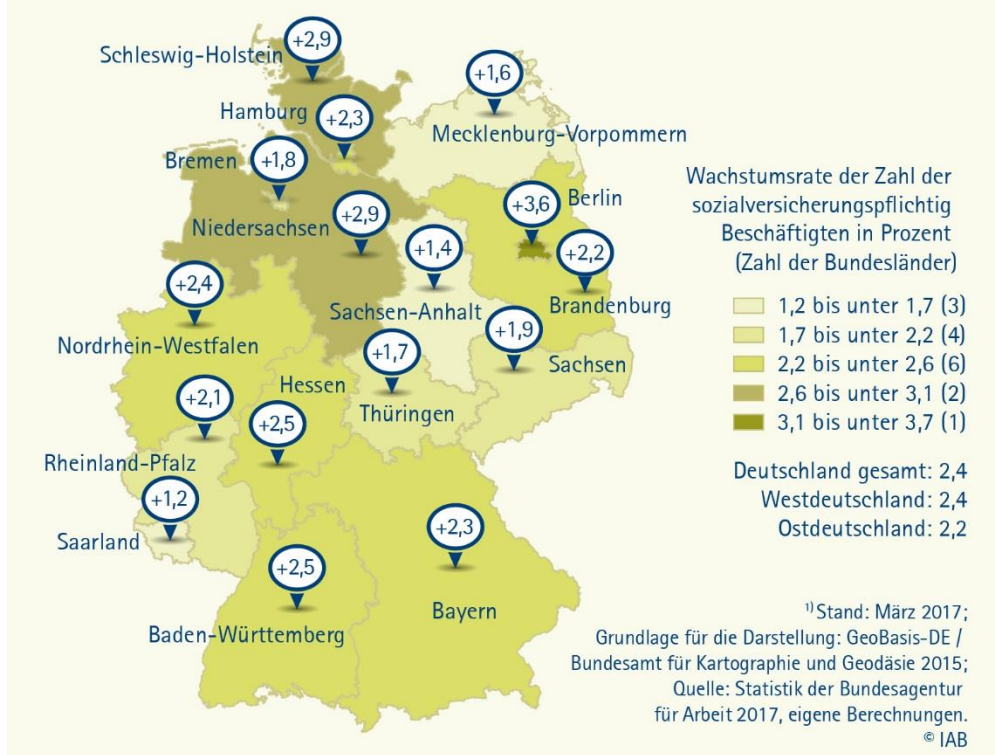 +2,9
Schleswig-Holstein
+1,6
Hamburg
+2,3
Mecklenburg-Vorpommern
Bremen
+1,8
+3,6
Berlin
Niedersachsen
+2,9
+1,4
+2,2
Brandenburg
+2,4
Sachsen-Anhalt
+1,9
Nordrhein-Westfalen
+1,7
Sachsen
Hessen
Thüringen
+2,1
+2,5
Rheinland-Pfalz
+1,2
Saarland
+2,3
+2,5
Bayern
Baden-Württemberg
Wachstumsrate der Zahl der
sozialversicherungspflichtig
Beschäftigten in Prozent
(Zahl der Bundesländer)
1,2 bis unter 1,7 (3)
1,7 bis unter 2,2 (4)
2,2 bis unter 2,6 (6)
2,6 bis unter 3,1 (2)
3,1 bis unter 3,7 (1)
Deutschland gesamt: 2,4
Westdeutschland: 2,4
Ostdeutschland: 2,2
¹⁾ Stand: März 2017;
Grundlage für die Darstellung: GeoBasis-DE /
Bundesamt für Kartographie und Geodäsie 2015;
Quelle: Statistik der Bundesagentur
für Arbeit 2017, eigene Berechnungen.
© IAB